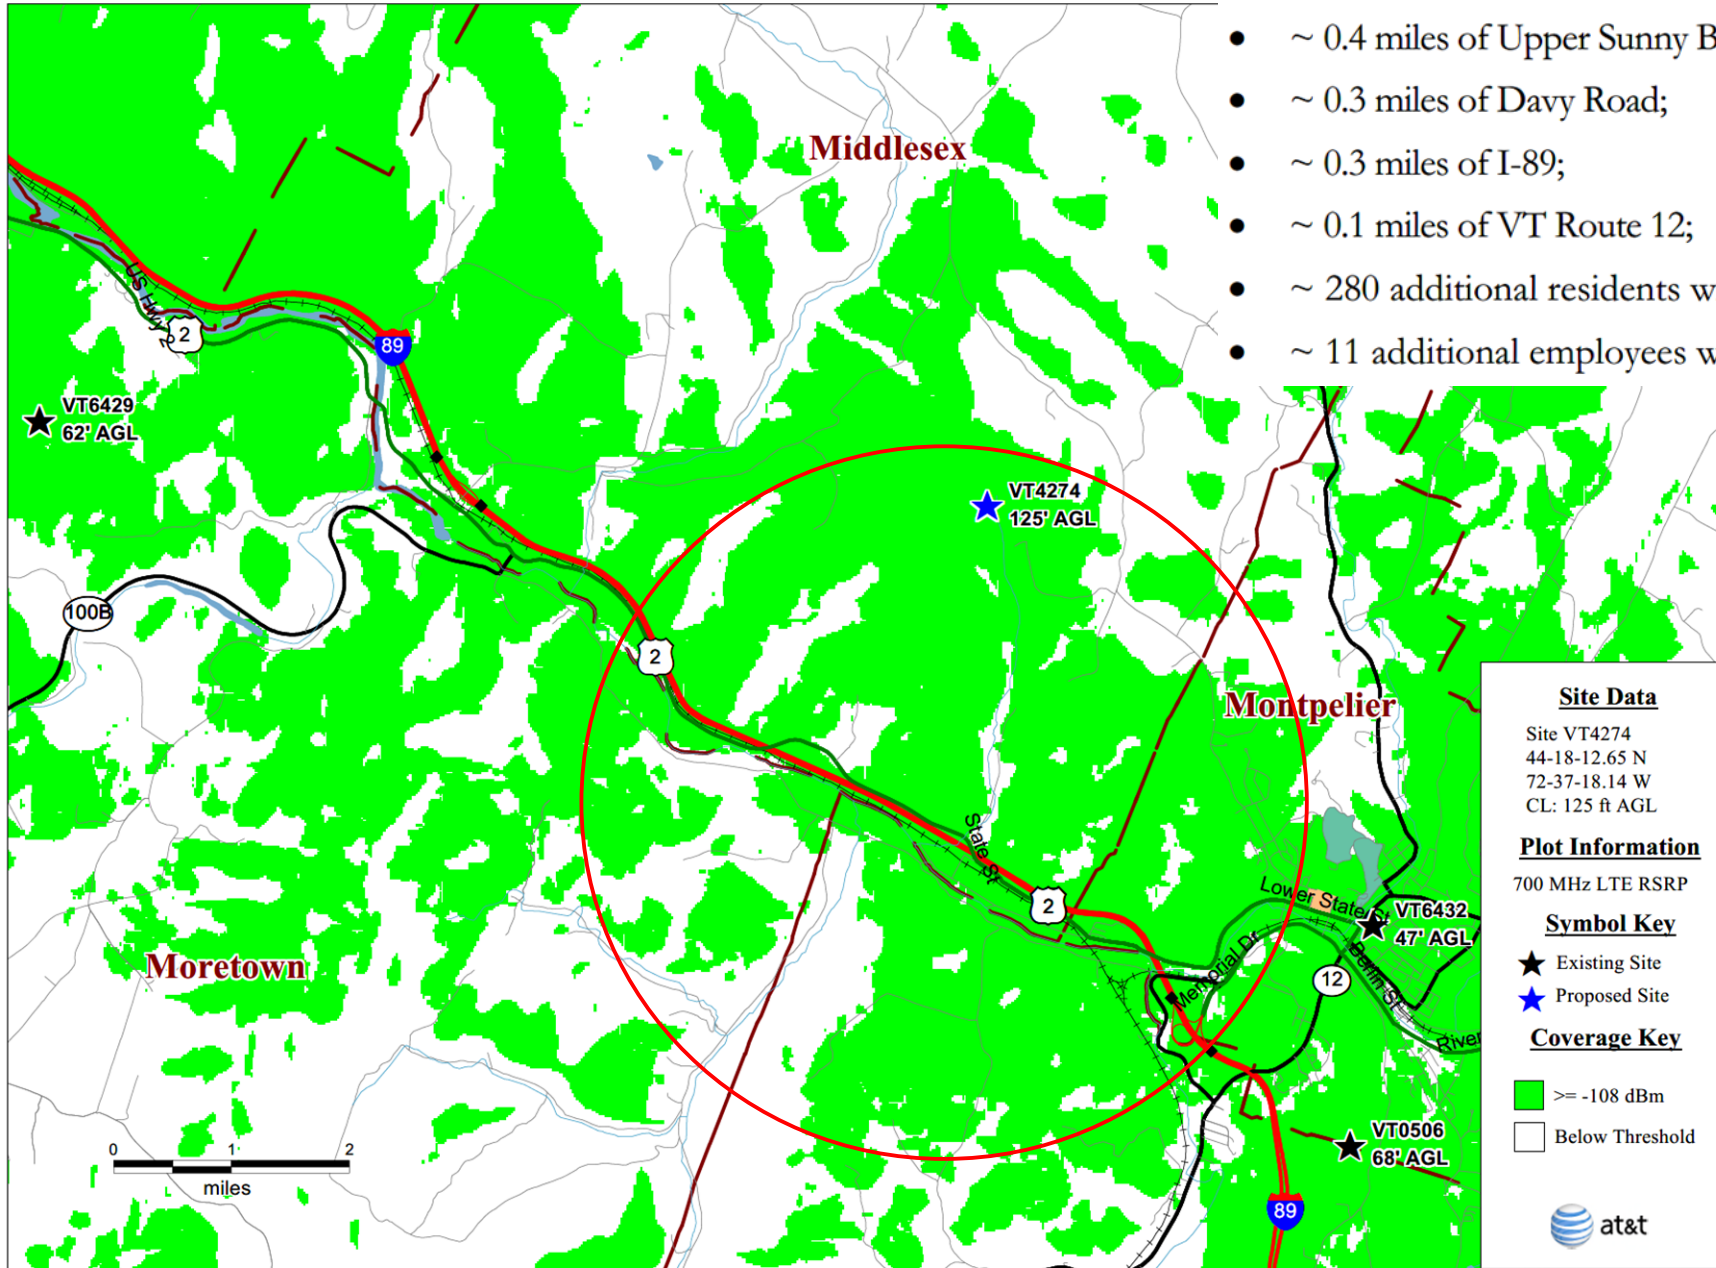 ~ 0.4 miles of Upper Sunny B
~ 0.3 miles of Davy Road;
~ 0.3 miles of I-89;
~ 0.1 miles of VT Route 12;
~ 280 additional residents w
~ 11 additional employees w
Middlesex
US Hwy 2
2
89
VT6429
62' AGL
VT4274
125' AGL
100B
2
Montpelier
State St
2
Lower State St
VT6432
47' AGL
Memorial Dr
Berlin St
12
River
Moretown
VT0506
68' AGL
89
0 1 2
miles
Site Data
Site VT4274
44-18-12.65 N
72-37-18.14 W
CL: 125 ft AGL
Plot Information
700 MHz LTE RSRP
Symbol Key
Existing Site
Proposed Site
Coverage Key
>= -108 dBm
Below Threshold
at&t